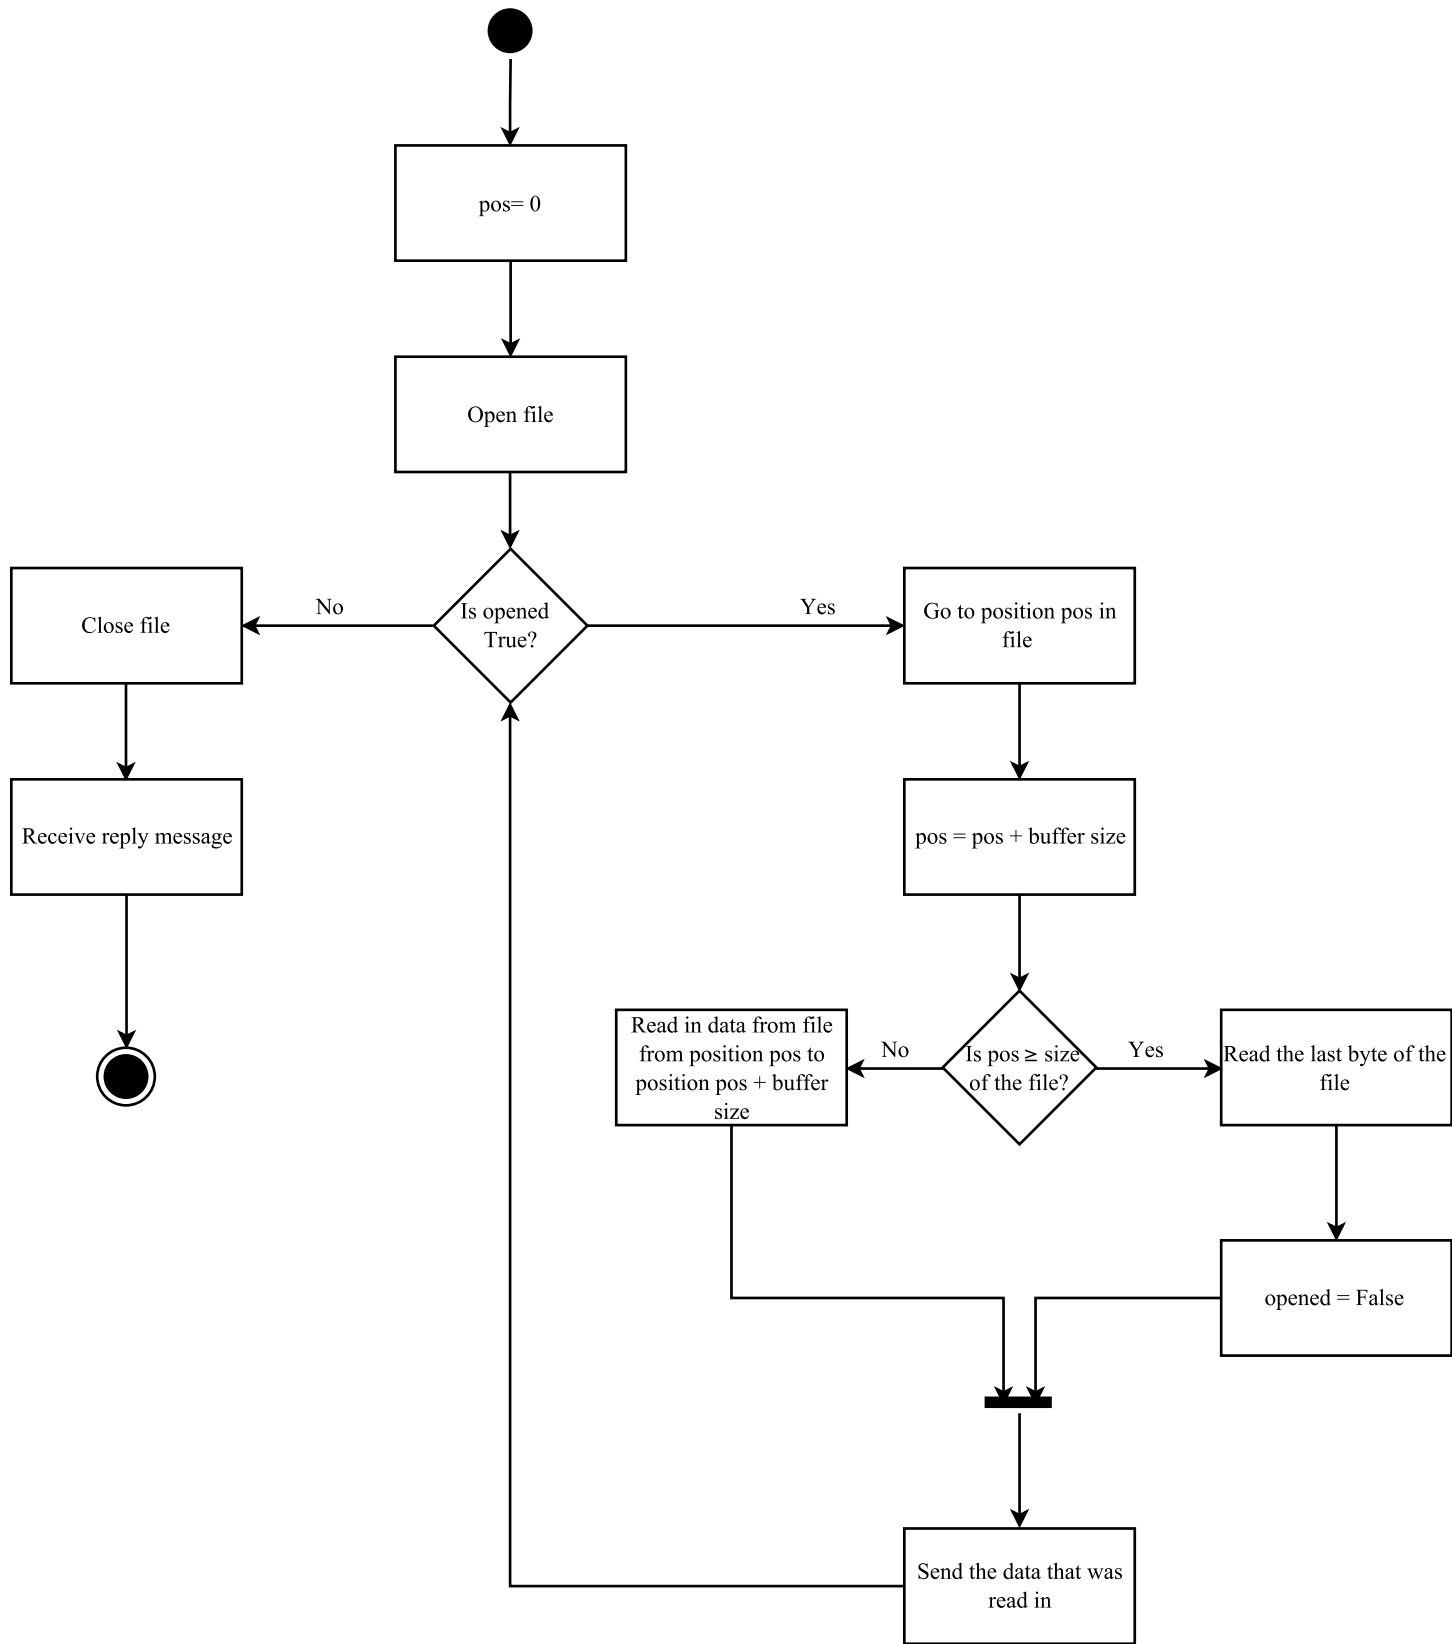 pos= 0
Open file
Is opened
True?
No
Yes
Close file
Go to position pos in
file
Receive reply message
pos = pos + buffer size
Is pos ≥ size
of the file?
No
Yes
Read in data from file
from position pos to
position pos + buffer
size
Read the last byte of the
file
opened = False
Send the data that was
read in